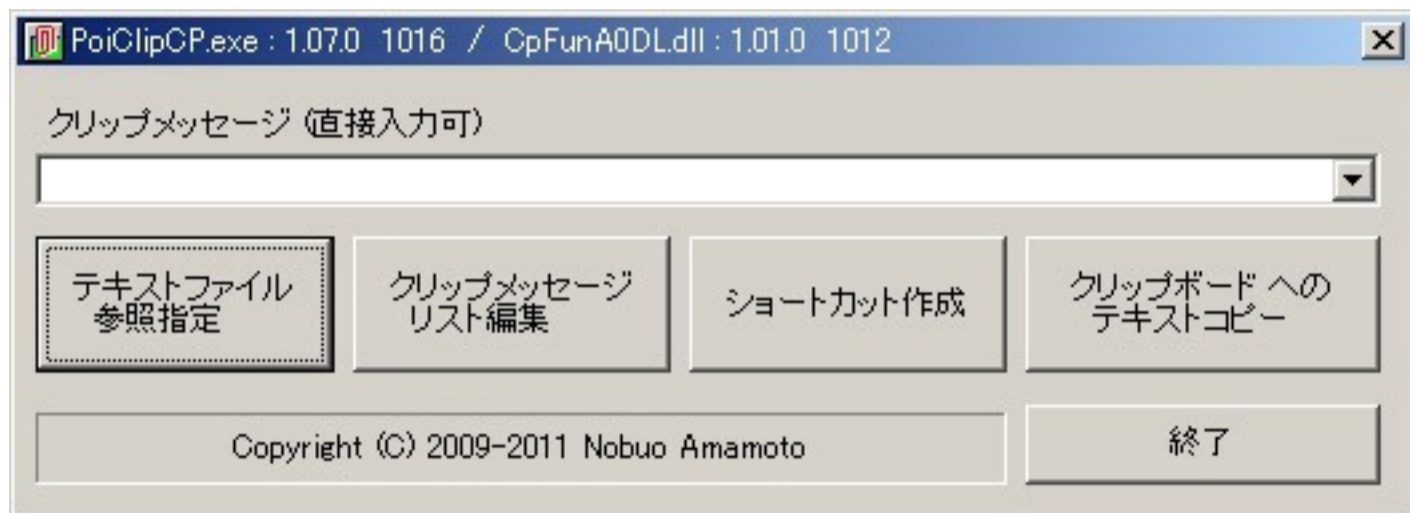 PoiClipCP.exe : 1.07.0 1016 / CpFunA0DL.dll : 1.01.0 1012
クリップメッセージ (直接入力可)
テキストファイル
参照指定
クリップメッセージ
リスト編集
ショートカット作成
クリップボード への
テキストコピー
Copyright (C) 2009-2011 Nobuo Amamoto
終了